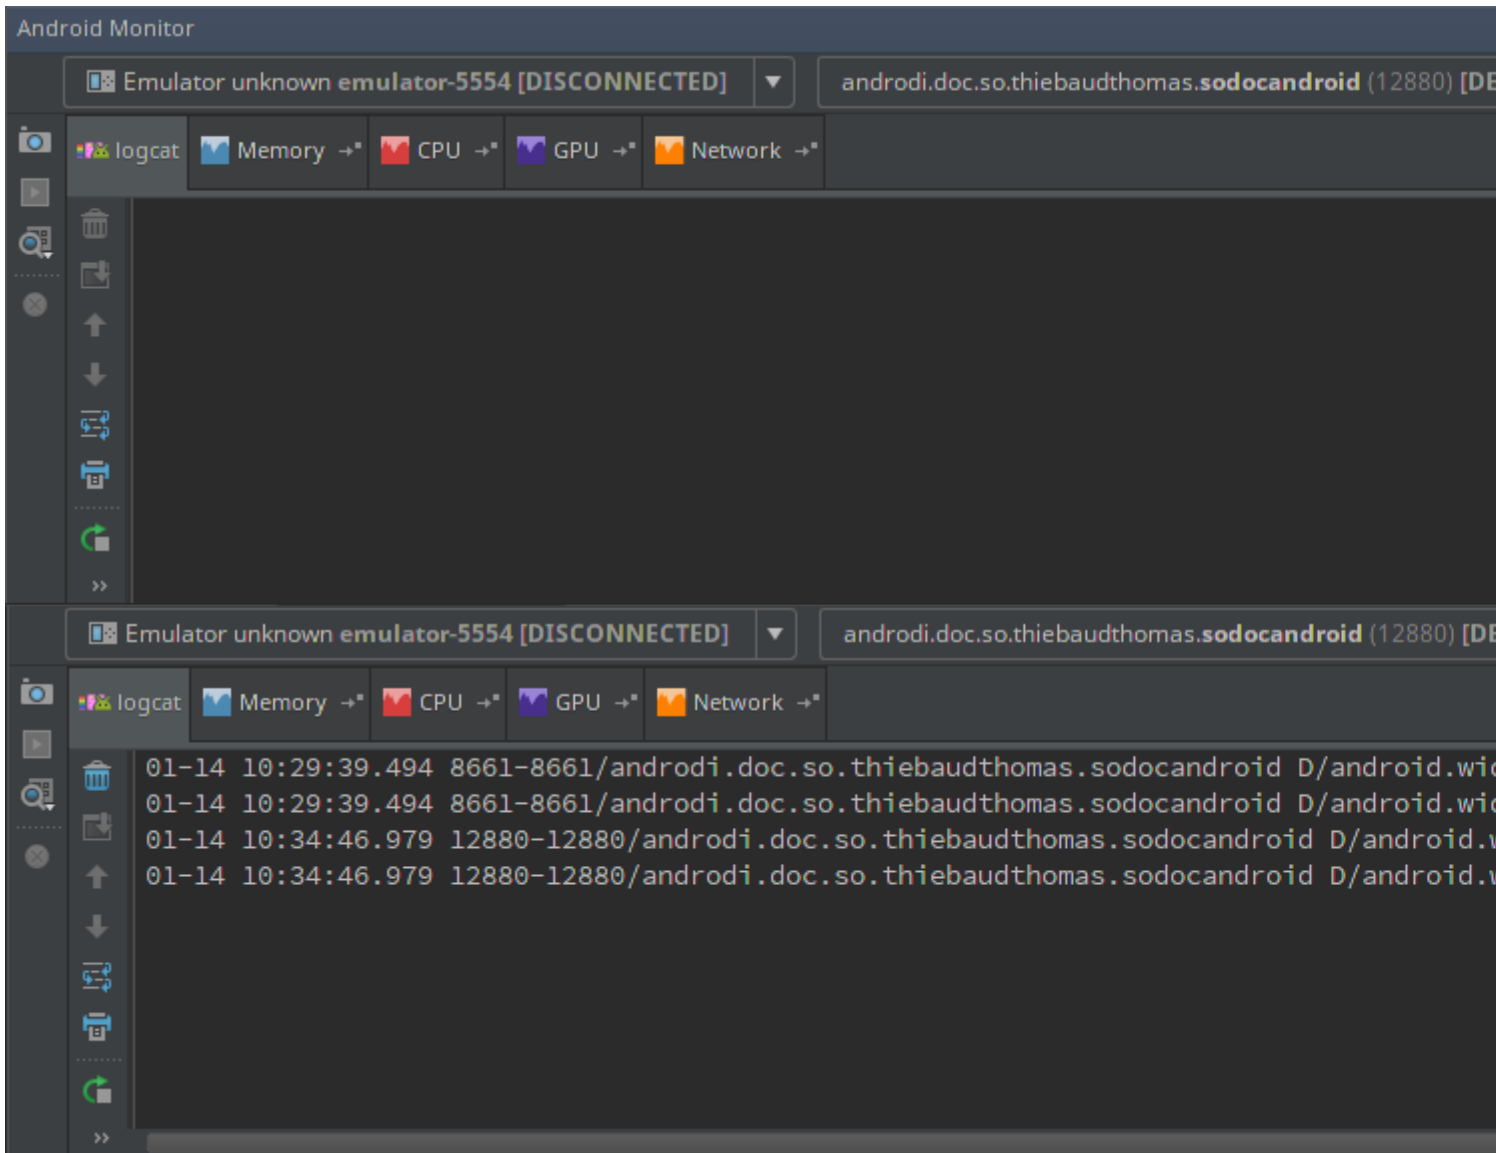 Android Monitor
Emulator unknown emulator-5554 [DISCONNECTED] androdi.doc.so.thiebaudthomas.sodocandroid (12880) [DE
logcat Memory CPU GPU Network
Emulator unknown emulator-5554 [DISCONNECTED] androdi.doc.so.thiebaudthomas.sodocandroid (12880) [DE
logcat Memory CPU GPU Network
01-14 10:29:39.494 8661-8661/androdi.doc.so.thiebaudthomas.sodocandroid D/android.wid
01-14 10:29:39.494 8661-8661/androdi.doc.so.thiebaudthomas.sodocandroid D/android.wid
01-14 10:34:46.979 12880-12880/androdi.doc.so.thiebaudthomas.sodocandroid D/android.w
01-14 10:34:46.979 12880-12880/androdi.doc.so.thiebaudthomas.sodocandroid D/android.w